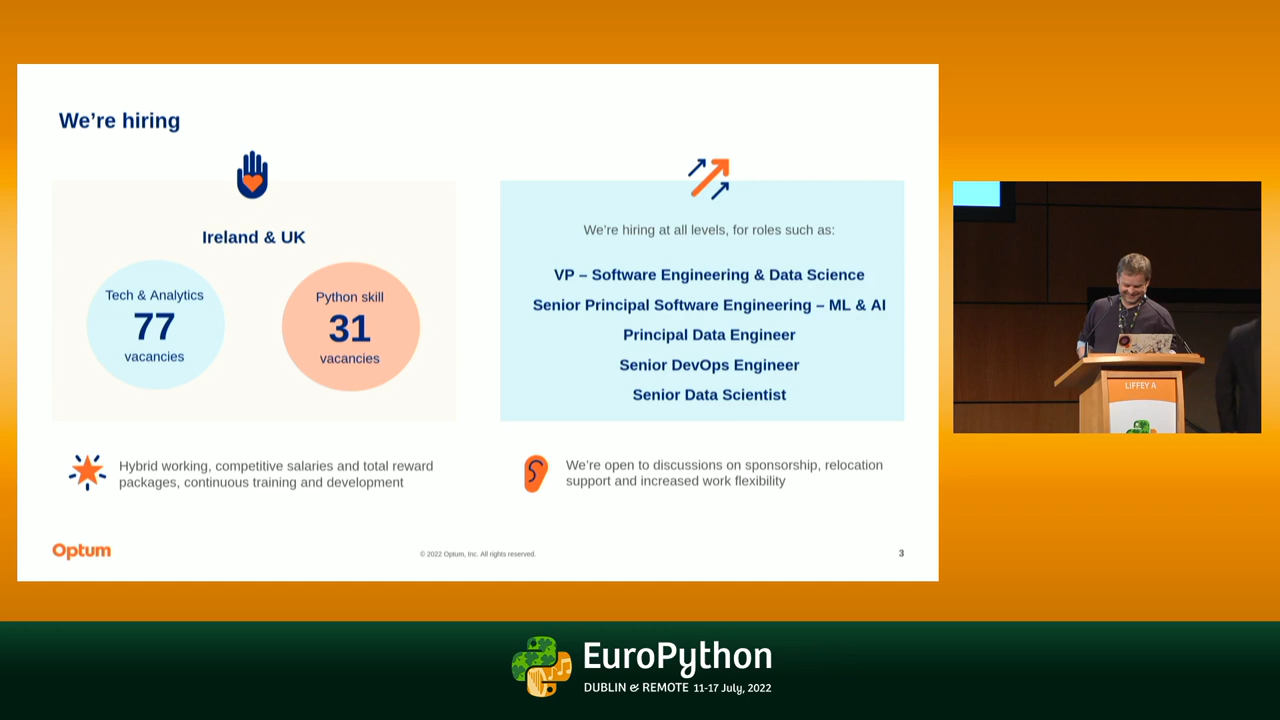 We're hiring
Ireland & UK
Tech & Analytics
77
vacancies
Python skill
31
vacancies
We're hiring at all levels, for roles such as:
VP – Software Engineering & Data Science
Senior Principal Software Engineering – ML & AI
Principal Data Engineer
Senior DevOps Engineer
Senior Data Scientist
Hybrid working, competitive salaries and total reward
packages, continuous training and development
We're open to discussions on sponsorship, relocation
support and increased work flexibility
Optum
© 2022 Optum, Inc. All rights reserved.
3
LIFFEY A
EuroPython
DUBLIN & REMOTE 11-17 July, 2022